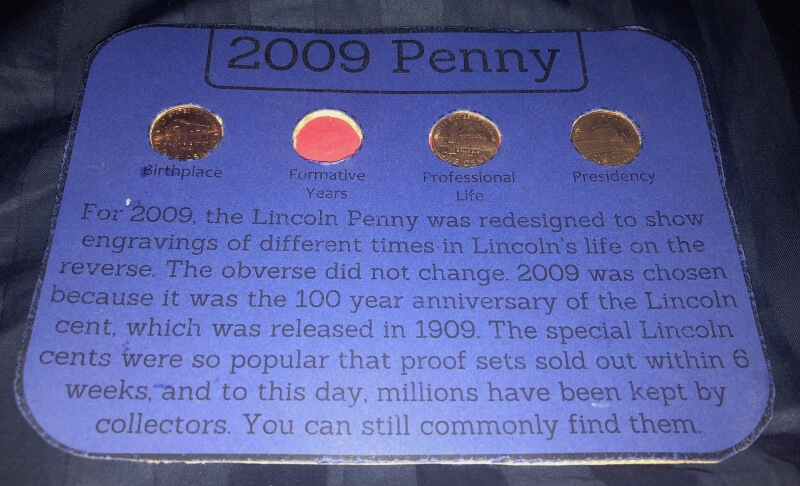 2009 Penny
Birthplace
Formative
Years
Professional
Life
Presidency
For 2009, the Lincoln Penny was redesigned to show
engravings of different times in Lincoln's life on the
reverse. The obverse did not change. 2009 was chosen
because it was the 100 year anniversary of the Lincoln
cent, which was released in 1909. The special Lincoln
cents were so popular that proof sets sold out within 6
weeks, and to this day, millions have been kept by
collectors. You can still commonly find them.